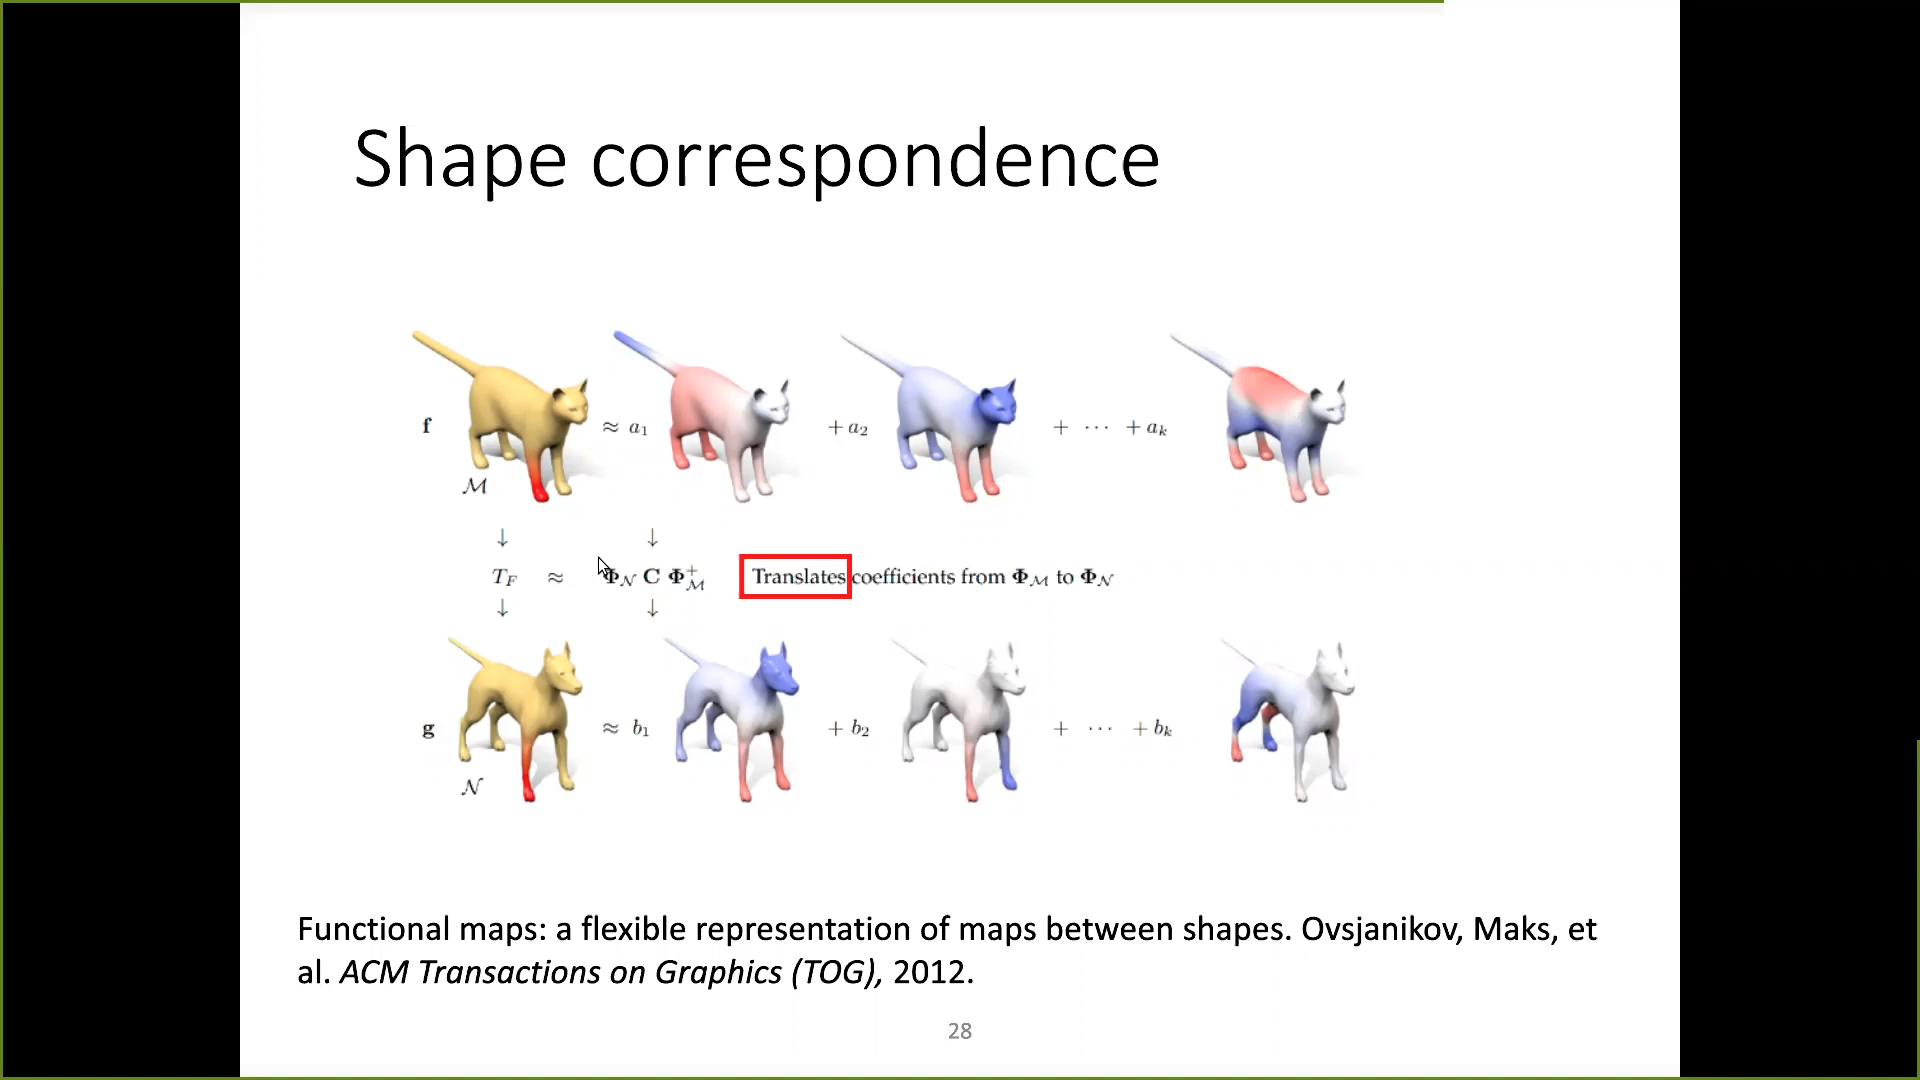 Shape correspondence
f ≈ a₁ + a₂ + ⋯ + aₖ
ℳ
↓ ↓
T_F ≈ Φ_𝒩 C Φ_ℳ⁺ Translates coefficients from Φ_ℳ to Φ_𝒩
↓ ↓
g ≈ b₁ + b₂ + ⋯ + bₖ
𝒩
Functional maps: a flexible representation of maps between shapes. Ovsjanikov, Maks, et
al. ACM Transactions on Graphics (TOG), 2012.
28